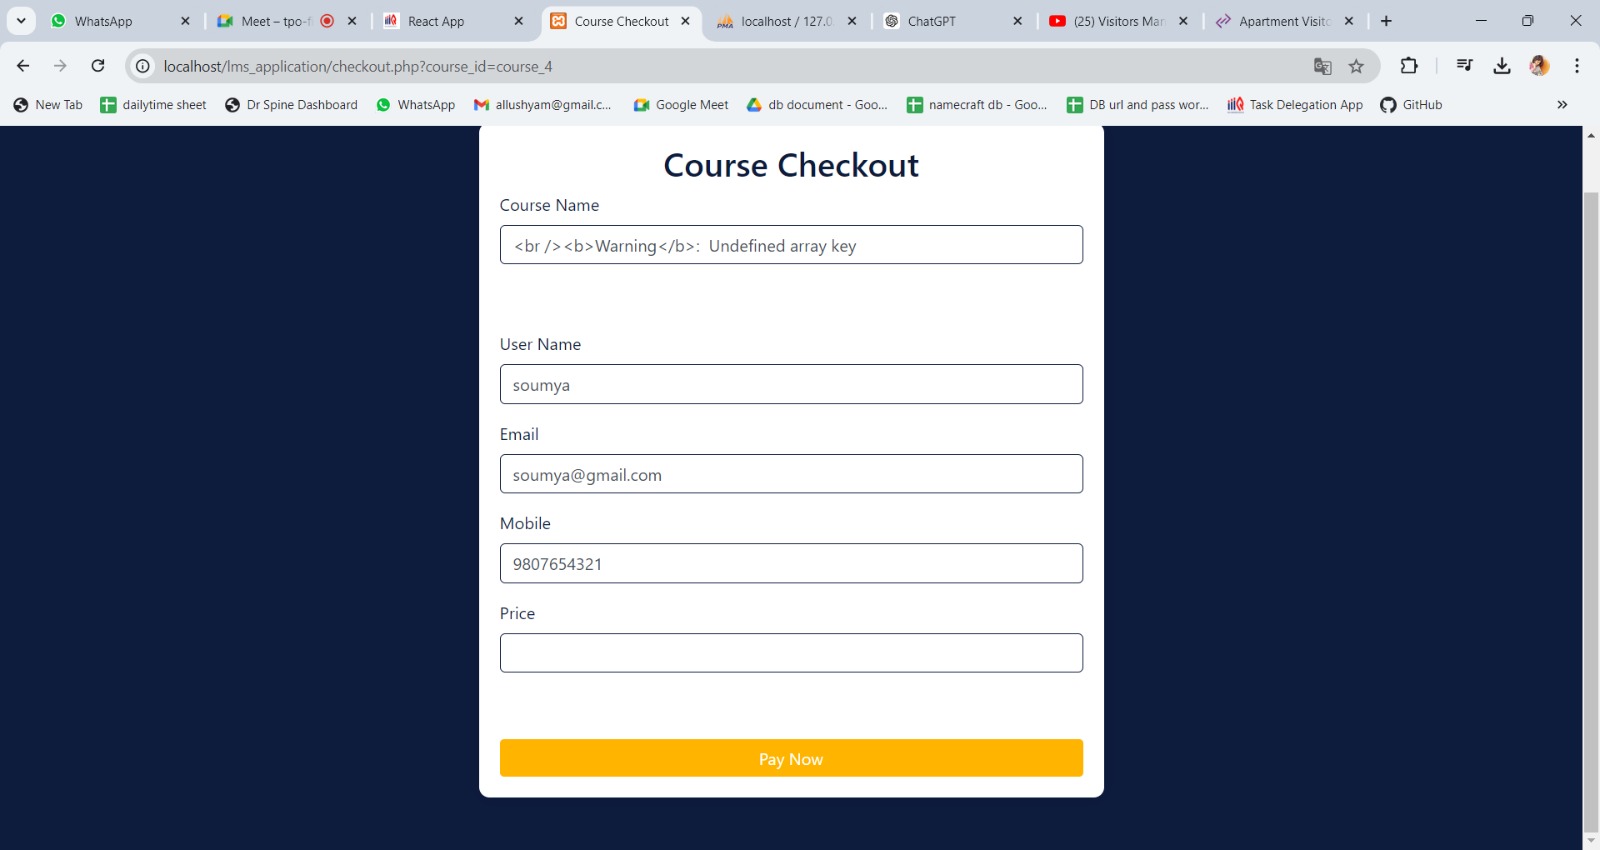 WhatsApp
Meet – tpo-fi
React App
Course Checkout
localhost / 127.0.
ChatGPT
(25) Visitors Man
Apartment Visito
localhost/lms_application/checkout.php?course_id=course_4
New Tab
dailytime sheet
Dr Spine Dashboard
WhatsApp
allushyam@gmail.c...
Google Meet
db document - Goo...
namecraft db - Goo...
DB url and pass wor...
Task Delegation App
GitHub
Course Checkout
Course Name
<br /><b>Warning</b>:  Undefined array key
User Name
soumya
Email
soumya@gmail.com
Mobile
9807654321
Price
Pay Now